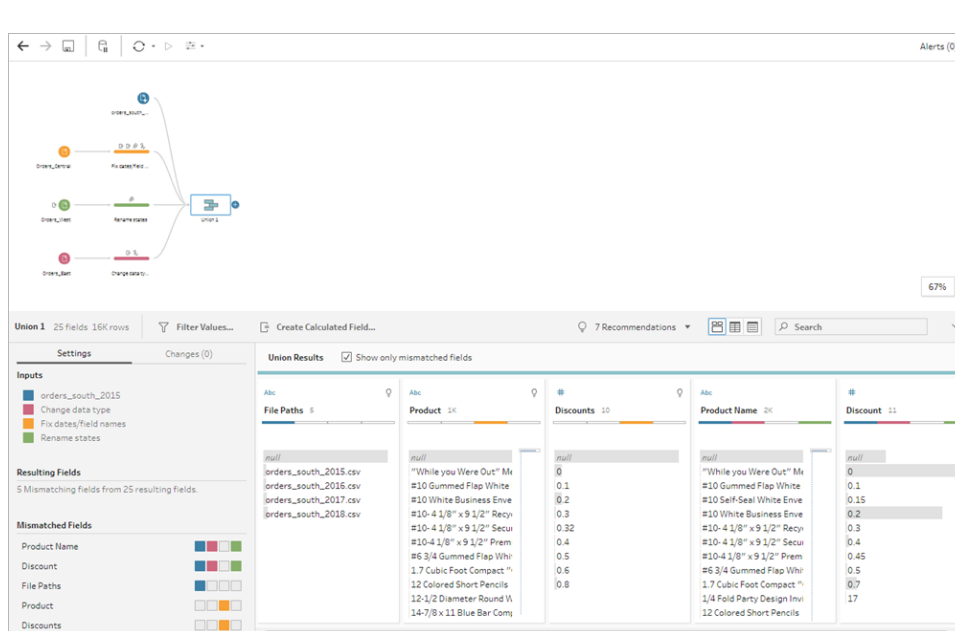 Alerts (0
orders_south_...
Orders_Central
Fix dates/field ...
Orders_West
Rename states
Union 1
Orders_East
Change data ty...
67%
Union 1 25 fields 16K rows
Filter Values...
Create Calculated Field...
7 Recommendations
Search
Settings
Changes (0)
Inputs
orders_south_2015
Change data type
Fix dates/field names
Rename states
Resulting Fields
5 Mismatching fields from 25 resulting fields.
Mismatched Fields
Product Name
Discount
File Paths
Product
Discounts
Union Results
Show only mismatched fields
Abc
File Paths 5
null
orders_south_2015.csv
orders_south_2016.csv
orders_south_2017.csv
orders_south_2018.csv
Abc
Product 1K
null
"While you Were Out" Me
#10 Gummed Flap White
#10 White Business Enve
#10- 4 1/8" x 9 1/2" Recy
#10- 4 1/8" x 9 1/2" Secur
#10-4 1/8" x 9 1/2" Prem
#6 3/4 Gummed Flap Whi
1.7 Cubic Foot Compact "
12 Colored Short Pencils
12-1/2 Diameter Round W
14-7/8 x 11 Blue Bar Comp
#
Discounts 10
null
0
0.1
0.2
0.3
0.32
0.4
0.5
0.6
0.8
Abc
Product Name 2K
null
"While you Were Out" Me
#10 Gummed Flap White
#10 Self-Seal White Enve
#10 White Business Enve
#10- 4 1/8" x 9 1/2" Recy
#10- 4 1/8" x 9 1/2" Secu
#10-4 1/8" x 9 1/2" Prem
#6 3/4 Gummed Flap Whi
1.7 Cubic Foot Compact "
1/4 Fold Party Design Invi
12 Colored Short Pencils
#
Discount 11
null
0
0.1
0.15
0.2
0.3
0.4
0.45
0.5
0.7
17